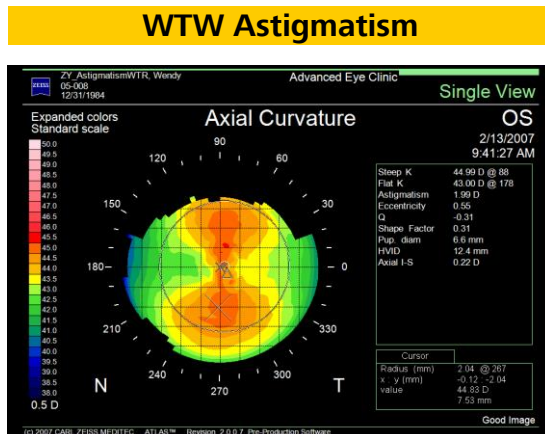 WTW Astigmatism
ZEISS
ZY_AstigmatismWTR, Wendy
05-008
12/31/1984
Advanced Eye Clinic
Single View
Expanded colors
Standard scale
Axial Curvature
OS
2/13/2007
9:41:27 AM
50.0
49.5
49.0
48.5
48.0
47.5
47.0
46.5
46.0
45.5
45.0
44.5
44.0
43.5
43.0
42.5
42.0
41.5
41.0
40.5
40.0
39.5
39.0
38.5
38.0
0.5 D
90
120
60
150
30
180
0
210
330
240
300
270
N
T
Steep K 44.99 D @ 88
Flat K 43.00 D @ 178
Astigmatism 1.99 D
Eccentricity 0.55
Q -0.31
Shape Factor 0.31
Pup. diam 6.6 mm
HVID 12.4 mm
Axial I-S 0.22 D
Cursor
Radius (mm) 2.04 @ 267
x : y (mm) -0.12 : -2.04
value 44.83 D
7.53 mm
Good Image
(c) 2007 CARL ZEISS MEDITEC ATLAS™ Revision 2.0.0.7 Pre-Production Software